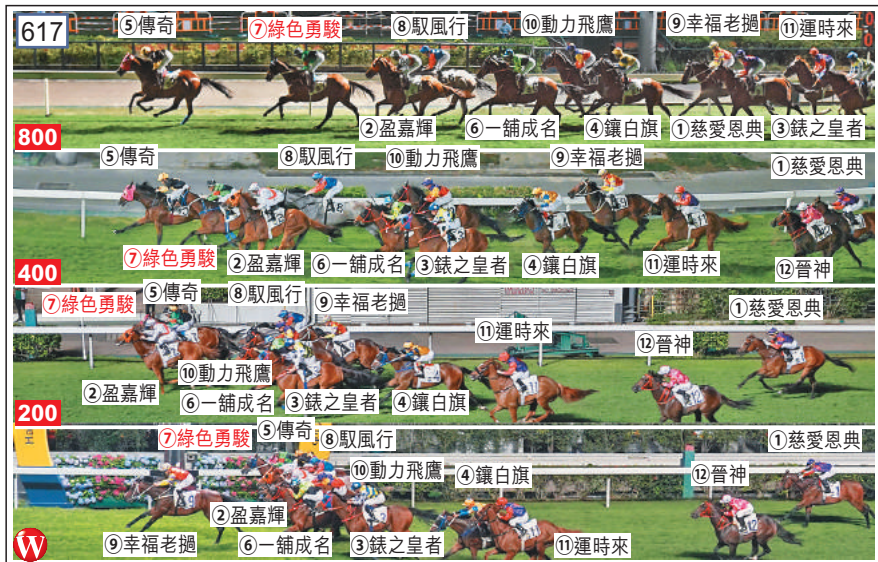 617
⑤傳奇 ⑦綠色勇駿 ⑧馭風行 ⑩動力飛鷹 ⑨幸福老撾 ⑪運時來
②盈嘉輝 ⑥一舖成名 ④鑲白旗 ①慈愛恩典 ③錶之皇者
800
⑤傳奇 ⑧馭風行 ⑩動力飛鷹 ⑨幸福老撾 ①慈愛恩典
⑦綠色勇駿 ②盈嘉輝 ⑥一舖成名 ③錶之皇者 ④鑲白旗 ⑪運時來 ⑫晉神
400
⑦綠色勇駿 ⑤傳奇 ⑧馭風行 ⑨幸福老撾 ⑪運時來 ⑫晉神 ①慈愛恩典
②盈嘉輝 ⑩動力飛鷹 ⑥一舖成名 ③錶之皇者 ④鑲白旗
200
⑦綠色勇駿 ⑤傳奇 ⑧馭風行 ⑩動力飛鷹 ④鑲白旗 ⑫晉神 ①慈愛恩典
⑨幸福老撾 ②盈嘉輝 ⑥一舖成名 ③錶之皇者 ⑪運時來
W